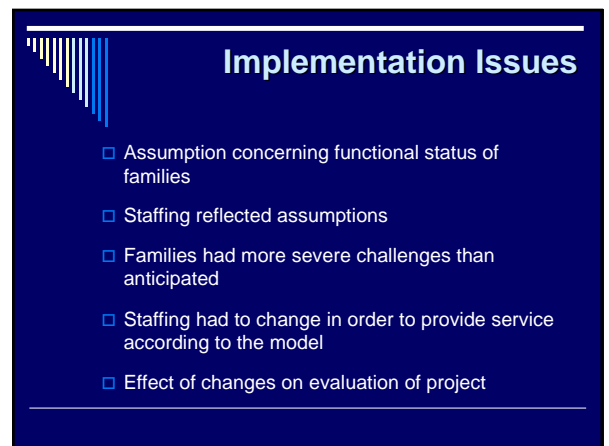 Implementation Issues
Assumption concerning functional status of
families
Staffing reflected assumptions
Families had more severe challenges than
anticipated
Staffing had to change in order to provide service
according to the model
Effect of changes on evaluation of project